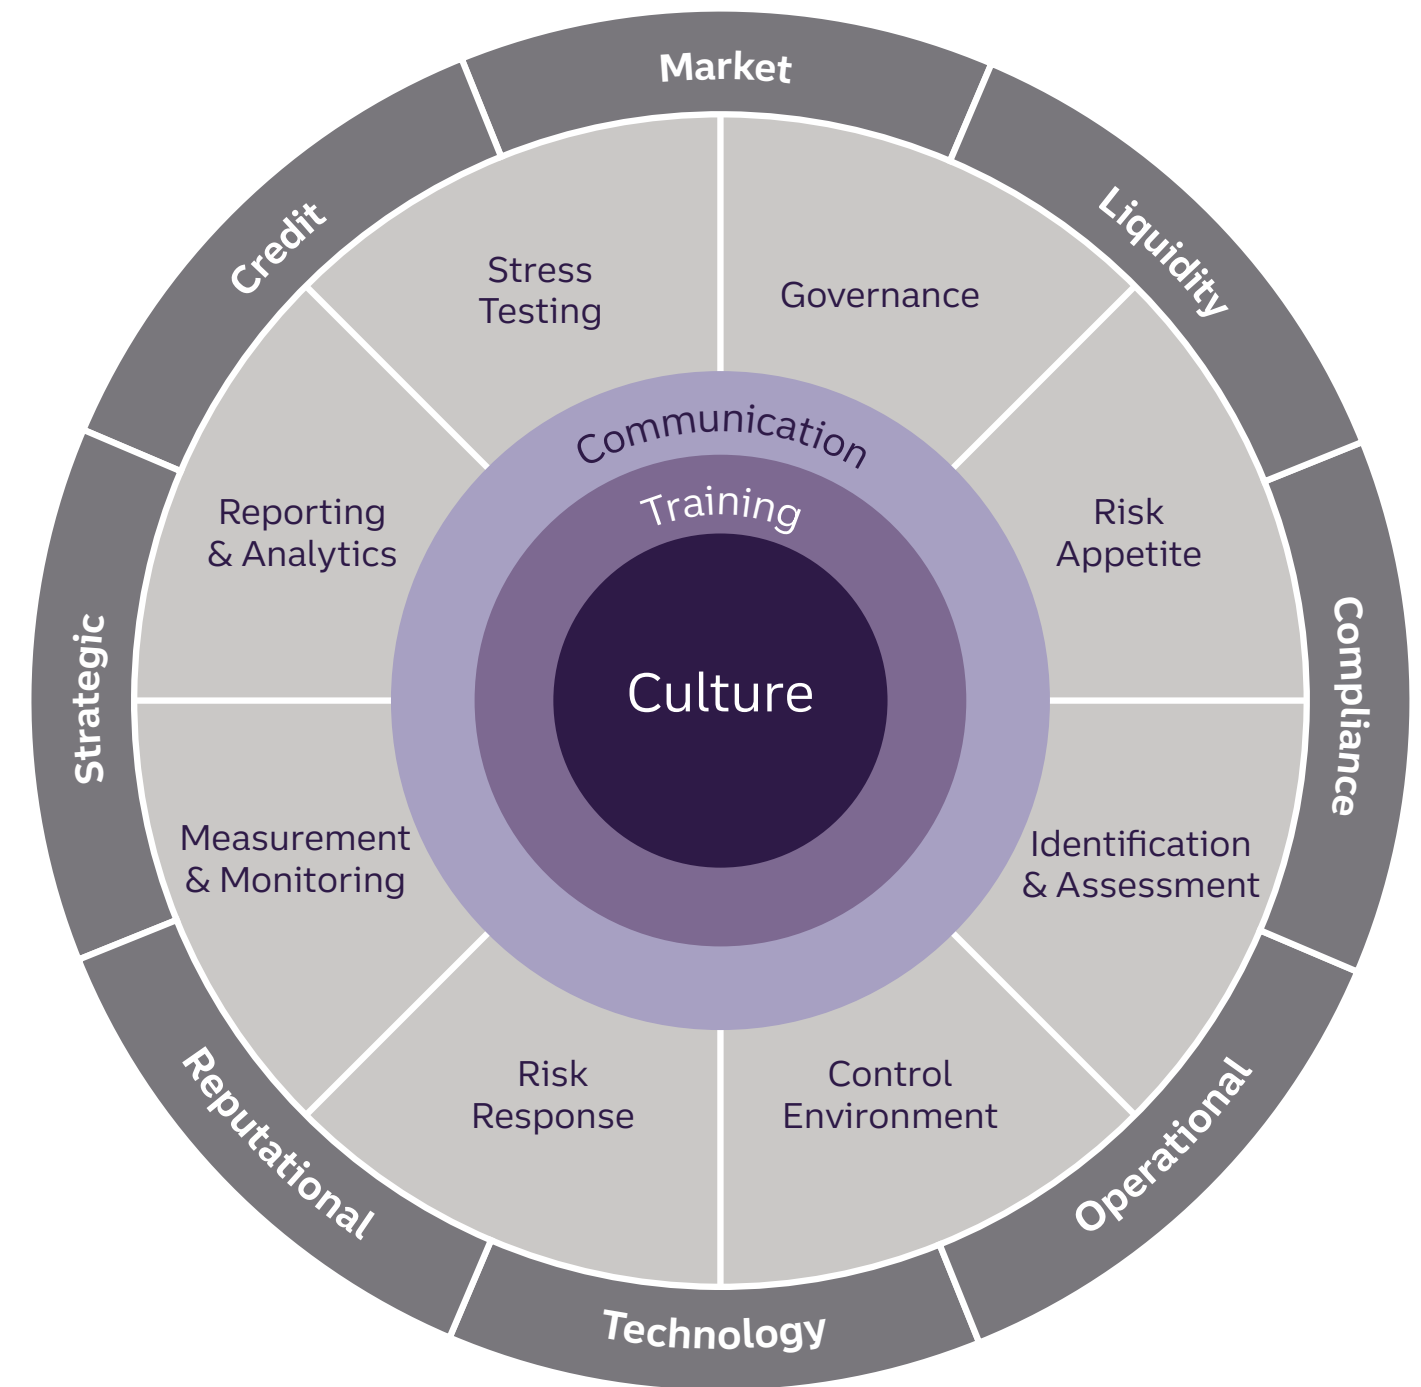 Market
Liquidity
Compliance
Operational
Technology
Reputational
Strategic
Credit
Governance
Risk
Appetite
Identification
& Assessment
Control
Environment
Risk
Response
Measurement
& Monitoring
Reporting
& Analytics
Stress
Testing
Communication
Training
Culture